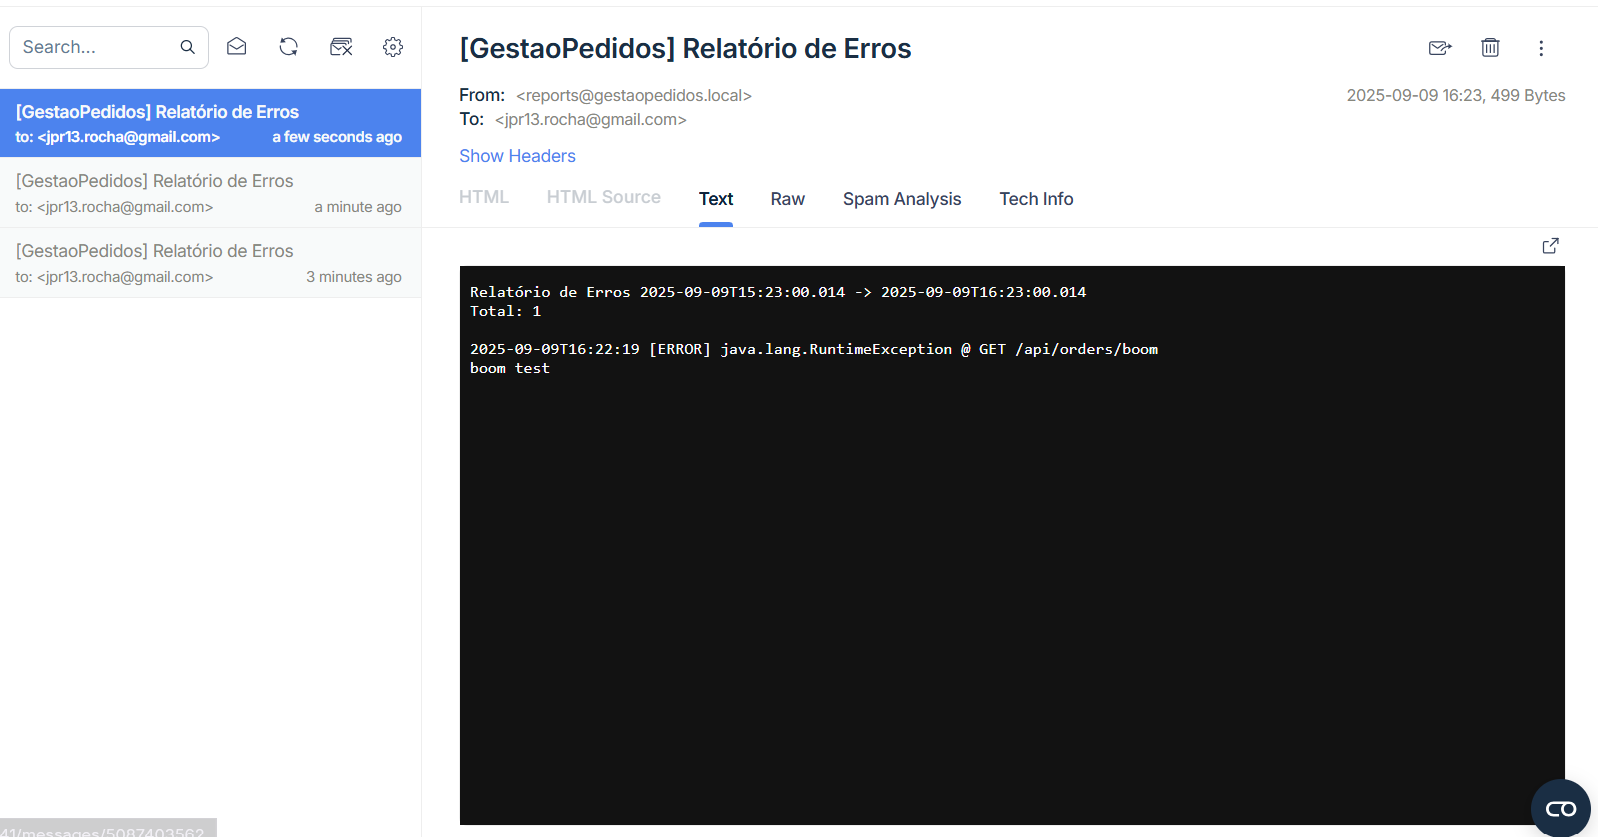 Search...
[GestaoPedidos] Relatório de Erros
to: <jpr13.rocha@gmail.com> a few seconds ago
[GestaoPedidos] Relatório de Erros
to: <jpr13.rocha@gmail.com> a minute ago
[GestaoPedidos] Relatório de Erros
to: <jpr13.rocha@gmail.com> 3 minutes ago
[GestaoPedidos] Relatório de Erros
From: <reports@gestaopedidos.local> 2025-09-09 16:23, 499 Bytes
To: <jpr13.rocha@gmail.com>
Show Headers
HTML HTML Source Text Raw Spam Analysis Tech Info
Relatório de Erros 2025-09-09T15:23:00.014 -> 2025-09-09T16:23:00.014
Total: 1
2025-09-09T16:22:19 [ERROR] java.lang.RuntimeException @ GET /api/orders/boom
boom test
41/messages/5087403562